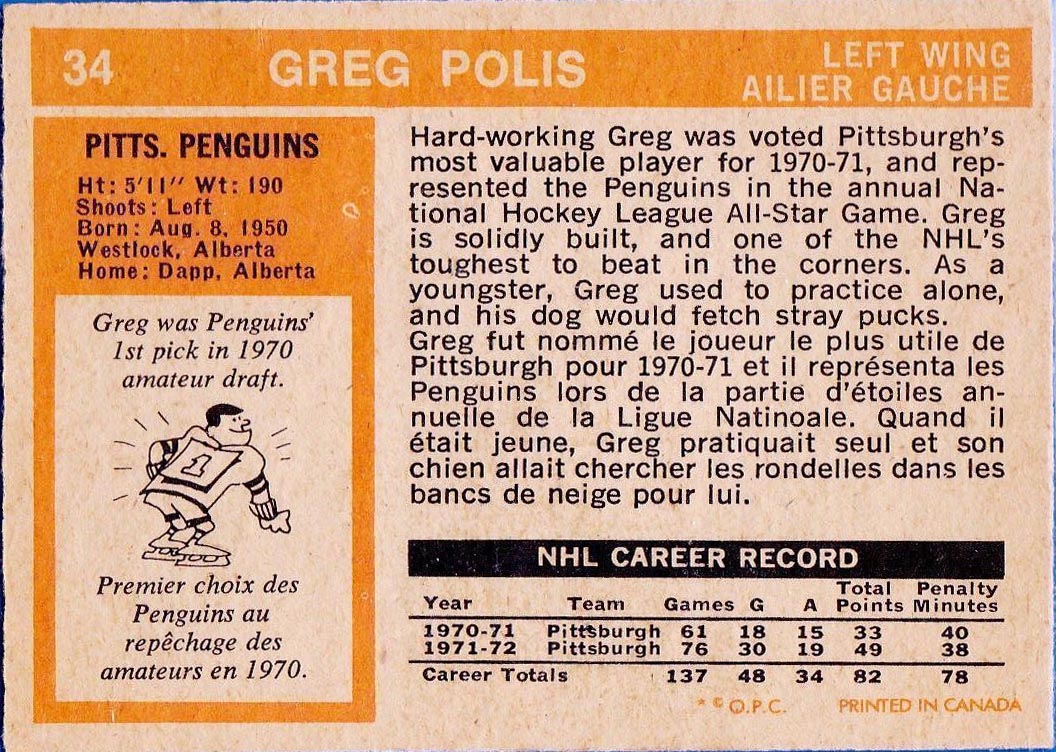 34
GREG POLIS
LEFT WING
AILIER GAUCHE
PITTS. PENGUINS
Ht: 5'11" Wt: 190
Shoots: Left
Born: Aug. 8, 1950
Westlock, Alberta
Home: Dapp, Alberta
Greg was Penguins'
1st pick in 1970
amateur draft.
1
Premier choix des
Penguins au
repêchage des
amateurs en 1970.
Hard-working Greg was voted Pittsburgh's
most valuable player for 1970-71, and rep-
resented the Penguins in the annual Na-
tional Hockey League All-Star Game. Greg
is solidly built, and one of the NHL's
toughest to beat in the corners. As a
youngster, Greg used to practice alone,
and his dog would fetch stray pucks.
Greg fut nommé le joueur le plus utile de
Pittsburgh pour 1970-71 et il représenta les
Penguins lors de la partie d'étoiles an-
nuelle de la Ligue Natinoale. Quand il
était jeune, Greg pratiquait seul et son
chien allait chercher les rondelles dans les
bancs de neige pour lui.
NHL CAREER RECORD
Year Team Games G A Total Points Penalty Minutes
1970-71 Pittsburgh 61 18 15 33 40
1971-72 Pittsburgh 76 30 19 49 38
Career Totals 137 48 34 82 78
* © O.P.C. PRINTED IN CANADA